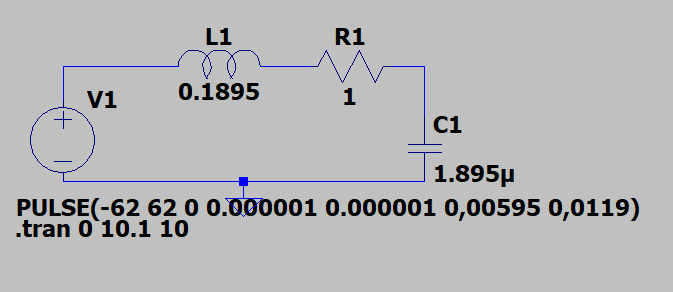 L1
R1
0.1895
1
V1
C1
1.895µ
PULSE(-62 62 0 0.000001 0.000001 0,00595 0,0119)
.tran 0 10.1 10